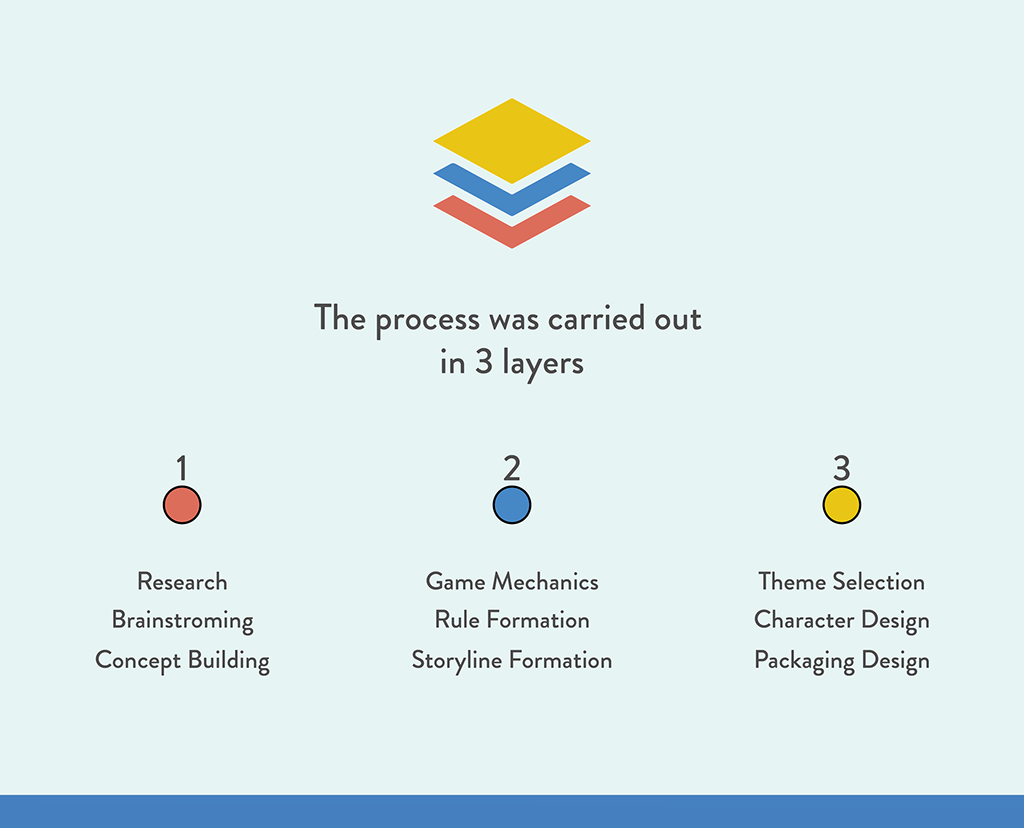 The process was carried out
in 3 layers
1
2
3
Research
Brainstroming
Concept Building
Game Mechanics
Rule Formation
Storyline Formation
Theme Selection
Character Design
Packaging Design